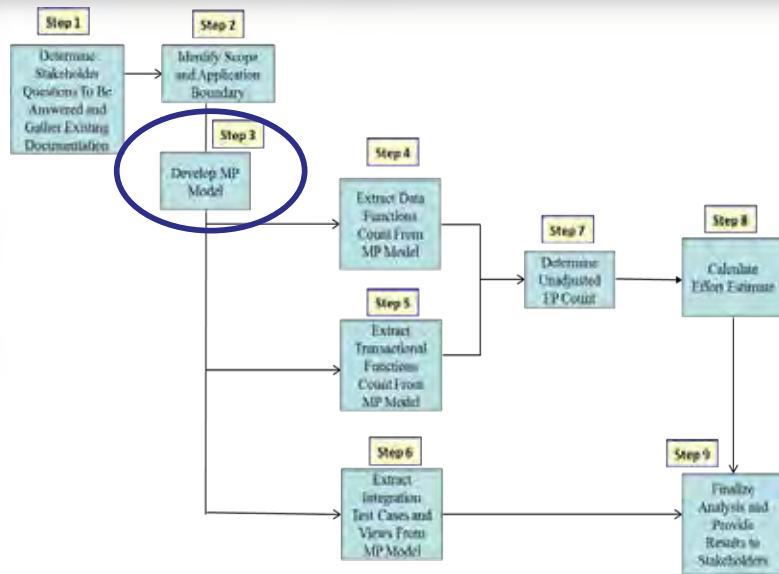 Step 1
Determine
Stakeholder
Questions To Be
Answered and
Gather Existing
Documentation
Step 2
Identify Scope
and Application
Boundary
Step 3
Develop MP
Model
Step 4
Extract Data
Functions
Count From
MP Model
Step 5
Extract
Transactional
Functions
Count From
MP Model
Step 6
Extract
Integration
Test Cases and
Views From
MP Model
Step 7
Determine
Unadjusted
FP Count
Step 8
Calculate
Effort Estimate
Step 9
Finalize
Analysis and
Provide
Results to
Stakeholders